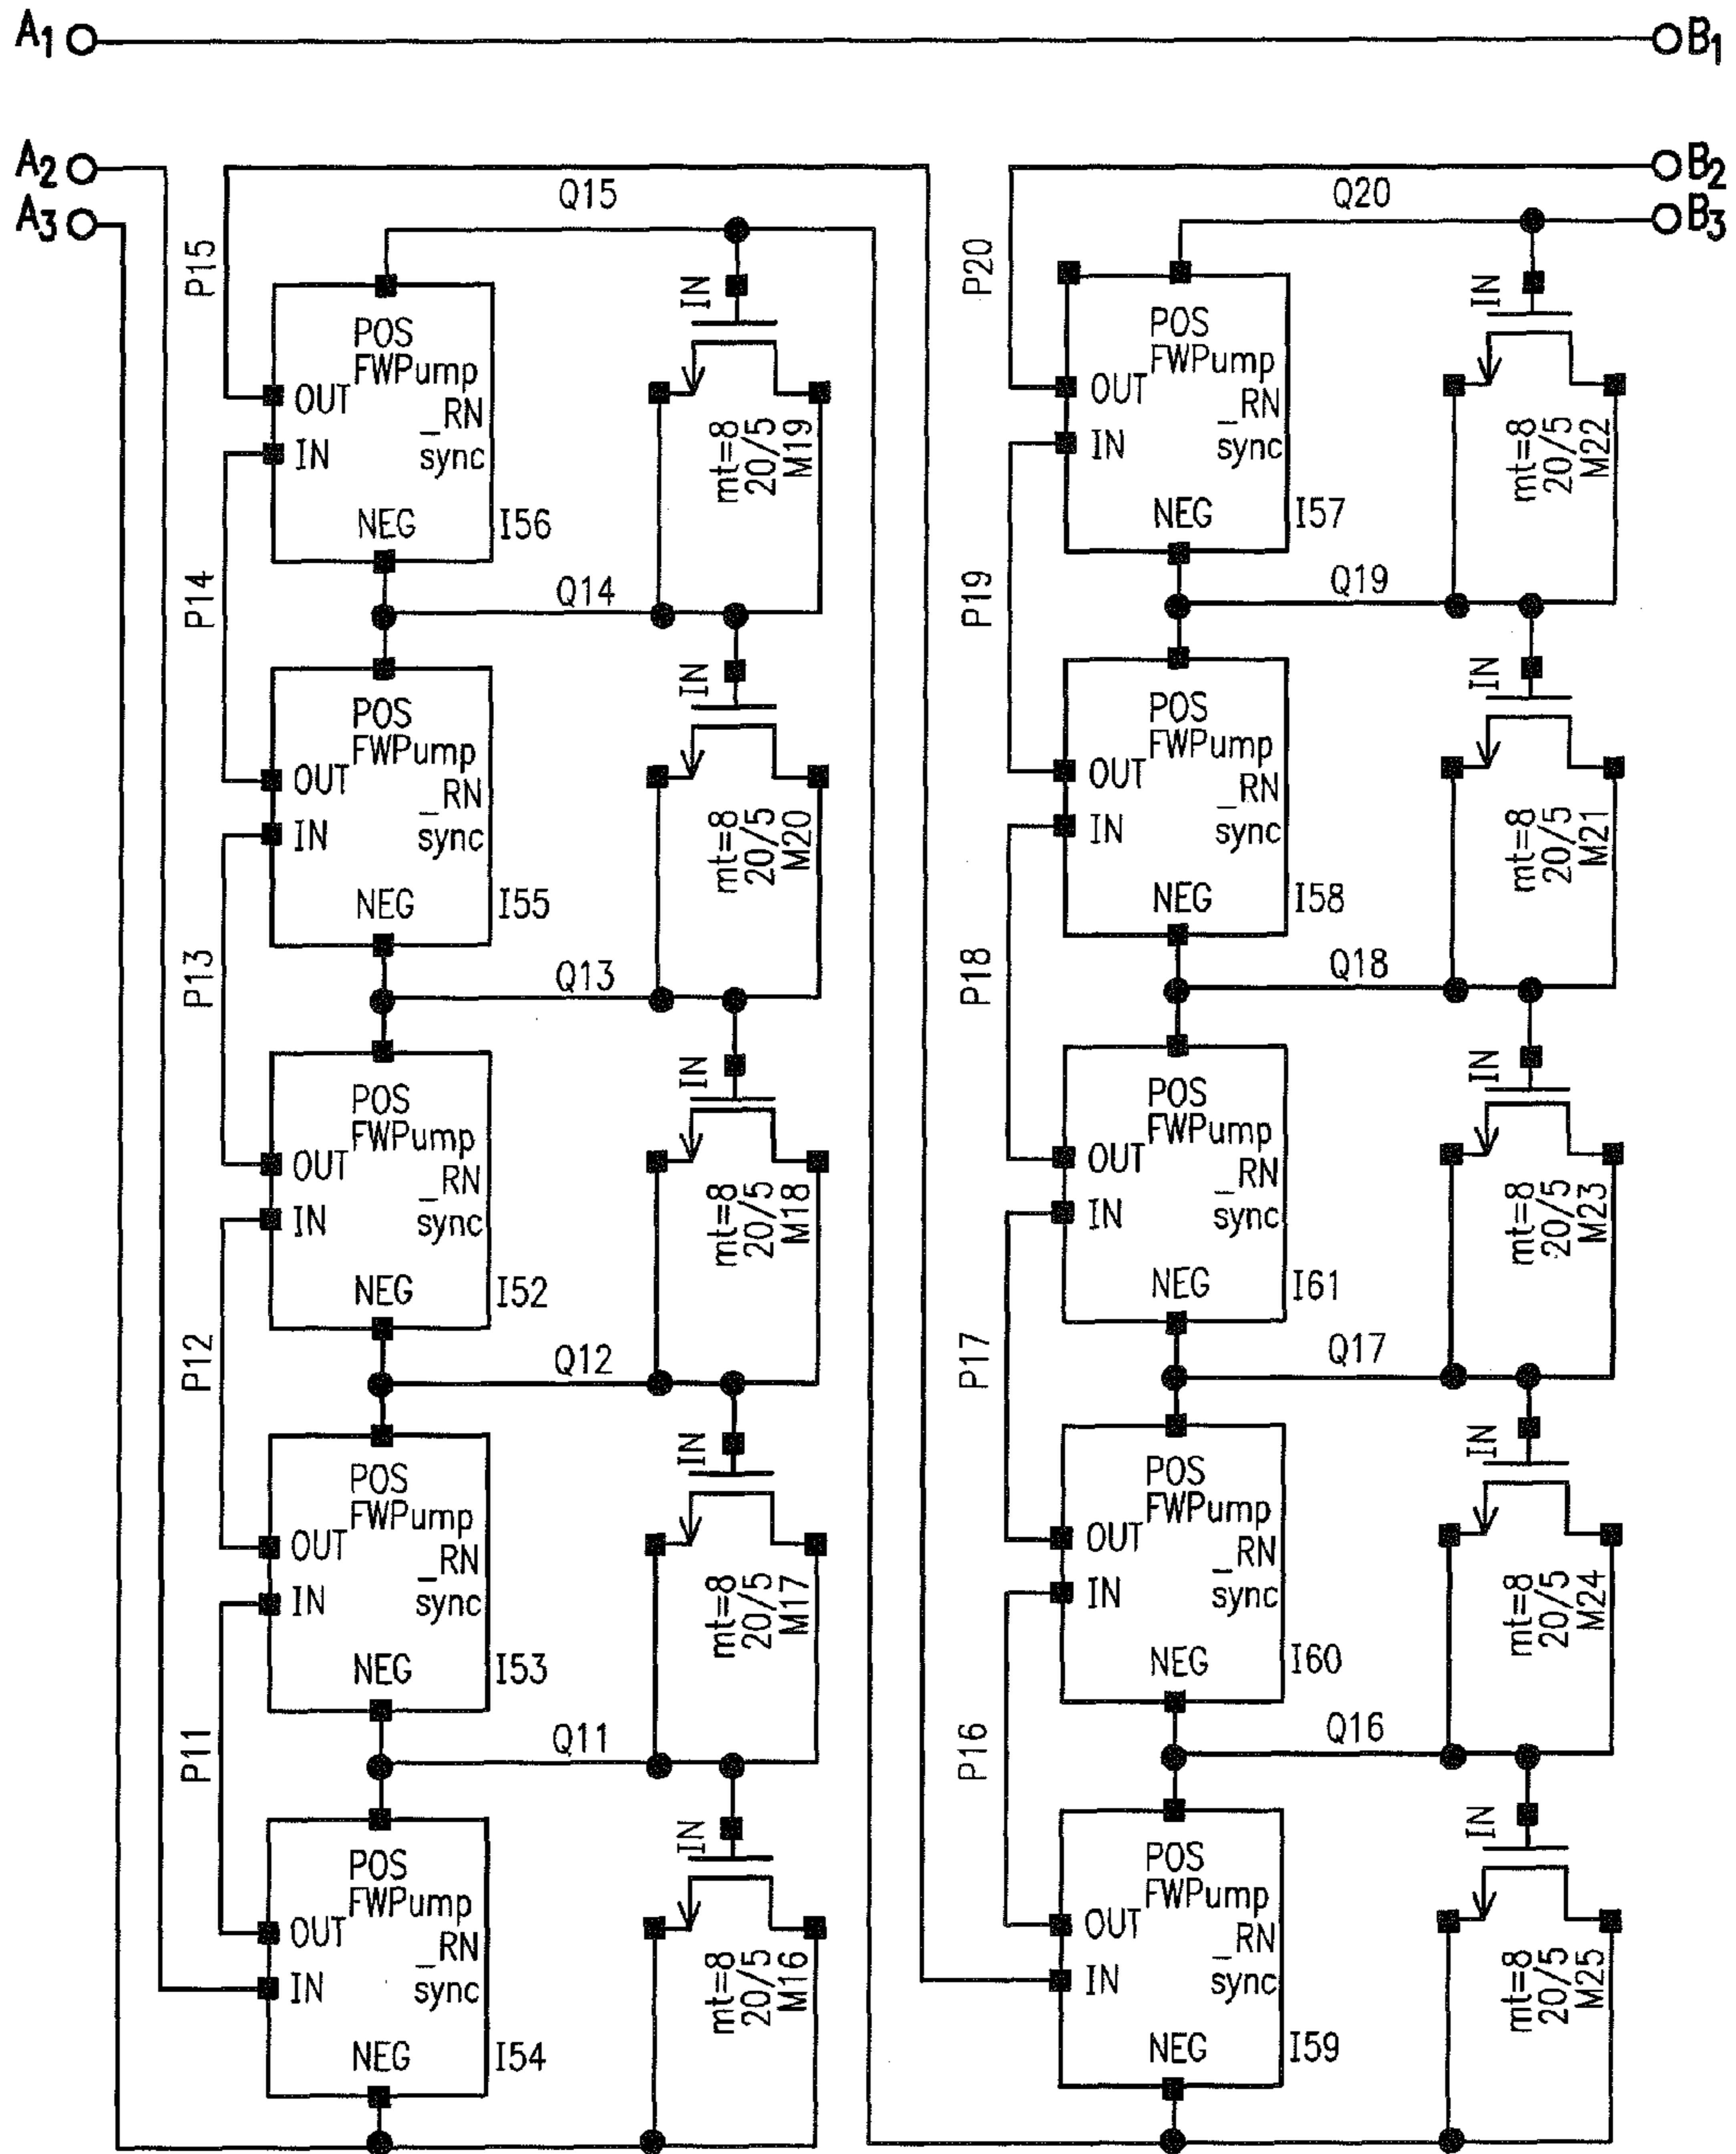 A1
B1
A2
B2
A3
B3
Q15
Q20
P15
POS
FWPump
_RN
sync
OUT
IN
NEG
I56
IN
mt=8
20/5
M19
P20
POS
FWPump
_RN
sync
OUT
IN
NEG
I57
IN
mt=8
20/5
M22
P14
Q14
POS
FWPump
_RN
sync
OUT
IN
NEG
I55
IN
mt=8
20/5
M20
P19
Q19
POS
FWPump
_RN
sync
OUT
IN
NEG
I58
IN
mt=8
20/5
M21
P13
Q13
POS
FWPump
_RN
sync
OUT
IN
NEG
I52
IN
mt=8
20/5
M18
P18
Q18
POS
FWPump
_RN
sync
OUT
IN
NEG
I61
IN
mt=8
20/5
M23
P12
Q12
POS
FWPump
_RN
sync
OUT
IN
NEG
I53
IN
mt=8
20/5
M17
P17
Q17
POS
FWPump
_RN
sync
OUT
IN
NEG
I60
IN
mt=8
20/5
M24
P11
Q11
POS
FWPump
_RN
sync
OUT
IN
NEG
I54
IN
mt=8
20/5
M16
P16
Q16
POS
FWPump
_RN
sync
OUT
IN
NEG
I59
IN
mt=8
20/5
M25